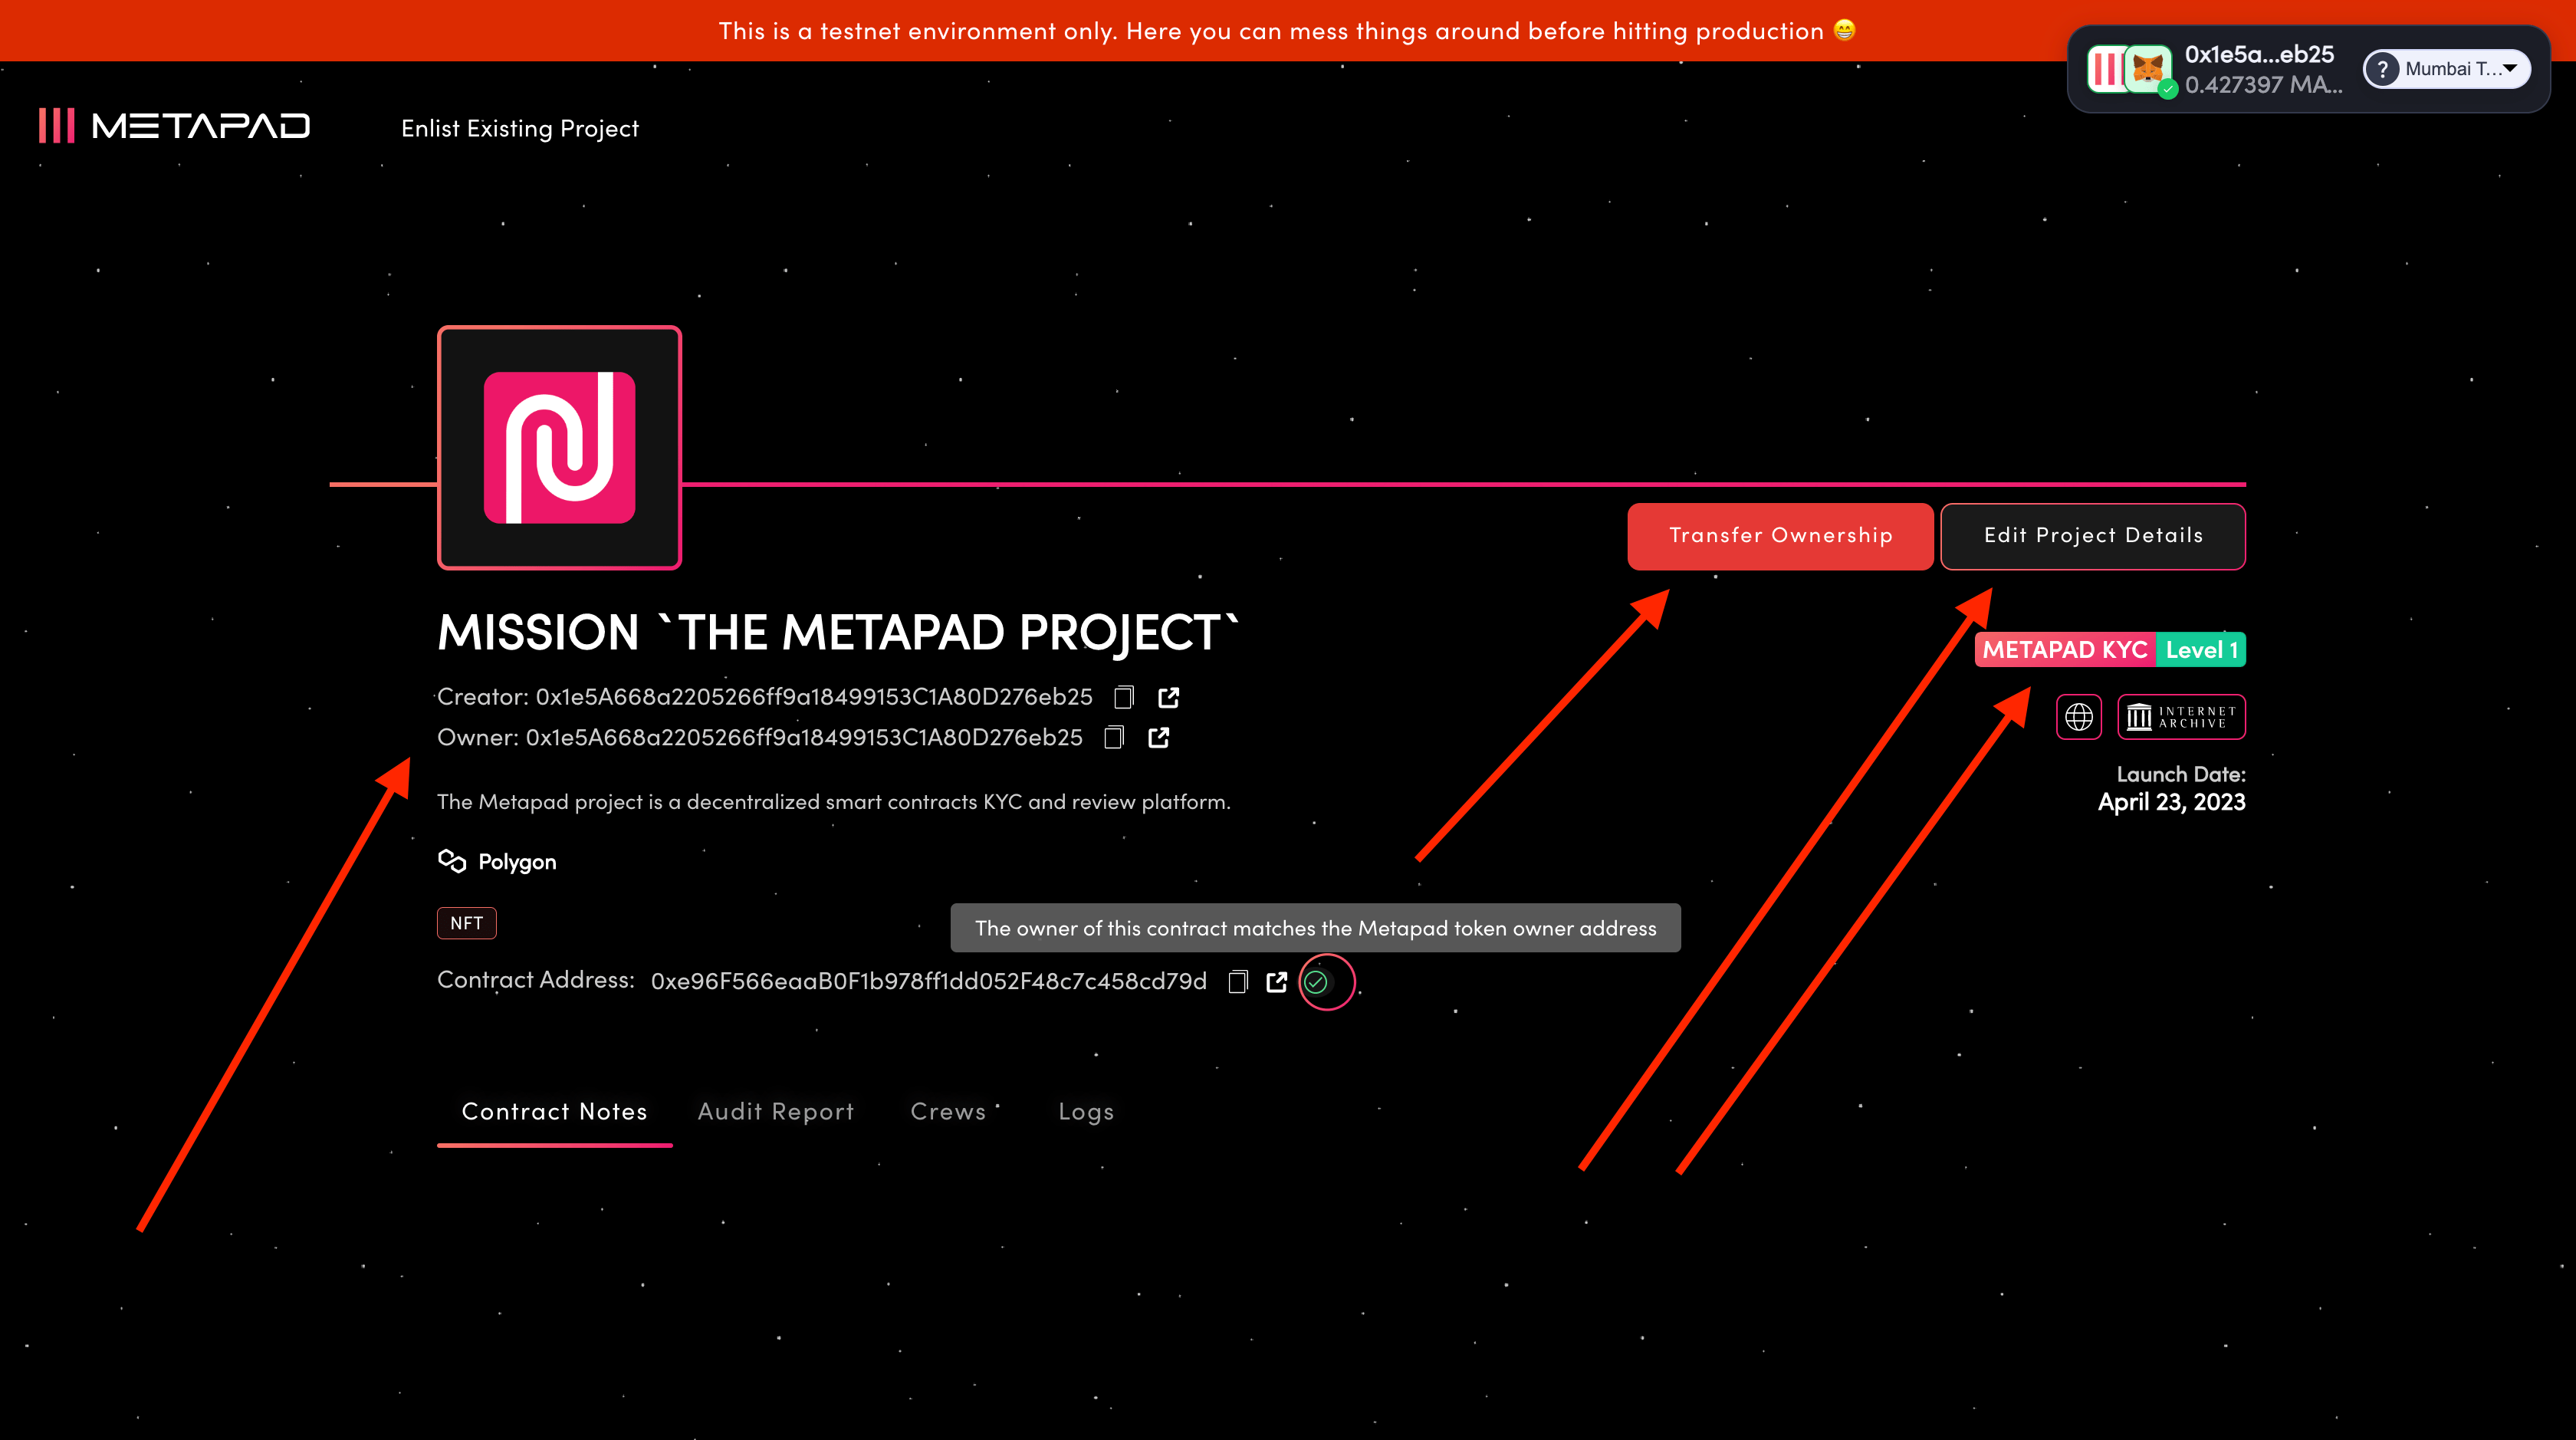 This is a testnet environment only. Here you can mess things around before hitting production 😁
0x1e5a...eb25
0.427397 MA...
? Mumbai T...
METAPAD
Enlist Existing Project
Transfer Ownership
Edit Project Details
MISSION `THE METAPAD PROJECT`
METAPAD KYC Level 1
Creator: 0x1e5A668a2205266ff9a18499153C1A80D276eb25
Owner: 0x1e5A668a2205266ff9a18499153C1A80D276eb25
INTERNET
ARCHIVE
Launch Date:
April 23, 2023
The Metapad project is a decentralized smart contracts KYC and review platform.
Polygon
NFT
The owner of this contract matches the Metapad token owner address
Contract Address: 0xe96F566eaaB0F1b978ff1dd052F48c7c458cd79d
Contract Notes
Audit Report
Crews
Logs